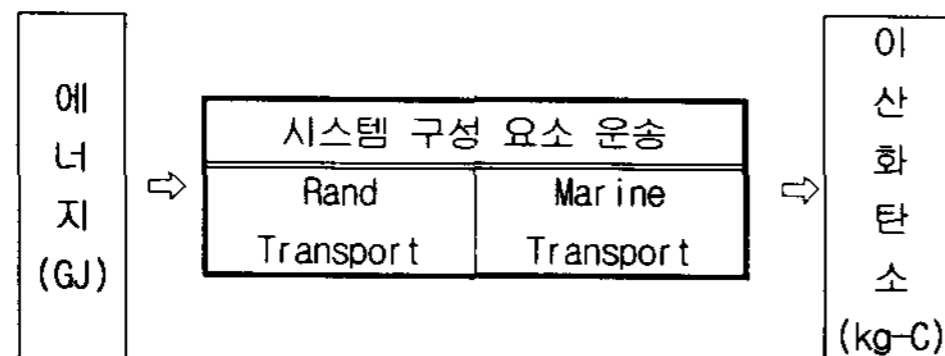 에
너
지
(GJ)
⇨
시스템 구성 요소 운송
Rand
Transport
Marine
Transport
⇨
이
산
화
탄
소
(kg-C)